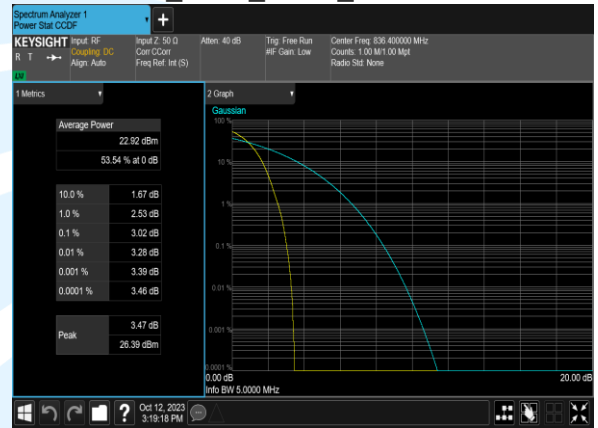 Spectrum Analyzer 1
Power Stat CCDF
KEYSIGHT
R T
LXI
Input: RF
Coupling: DC
Align: Auto
Input Z: 50 Ω
Corr CCorr
Freq Ref: Int (S)
Atten: 40 dB
Trig: Free Run
#IF Gain: Low
Center Freq: 836.400000 MHz
Counts: 1.00 M/1.00 Mpt
Radio Std: None
1 Metrics
Average Power
22.92 dBm
53.54 % at 0 dB
10.0 % 1.67 dB
1.0 % 2.53 dB
0.1 % 3.02 dB
0.01 % 3.28 dB
0.001 % 3.39 dB
0.0001 % 3.46 dB
Peak
3.47 dB
26.39 dBm
2 Graph
Gaussian
100 %
10 %
1 %
0.1 %
0.01 %
0.001 %
0.0001 %
0.00 dB
20.00 dB
Info BW 5.0000 MHz
?
Oct 12, 2023
3:19:18 PM